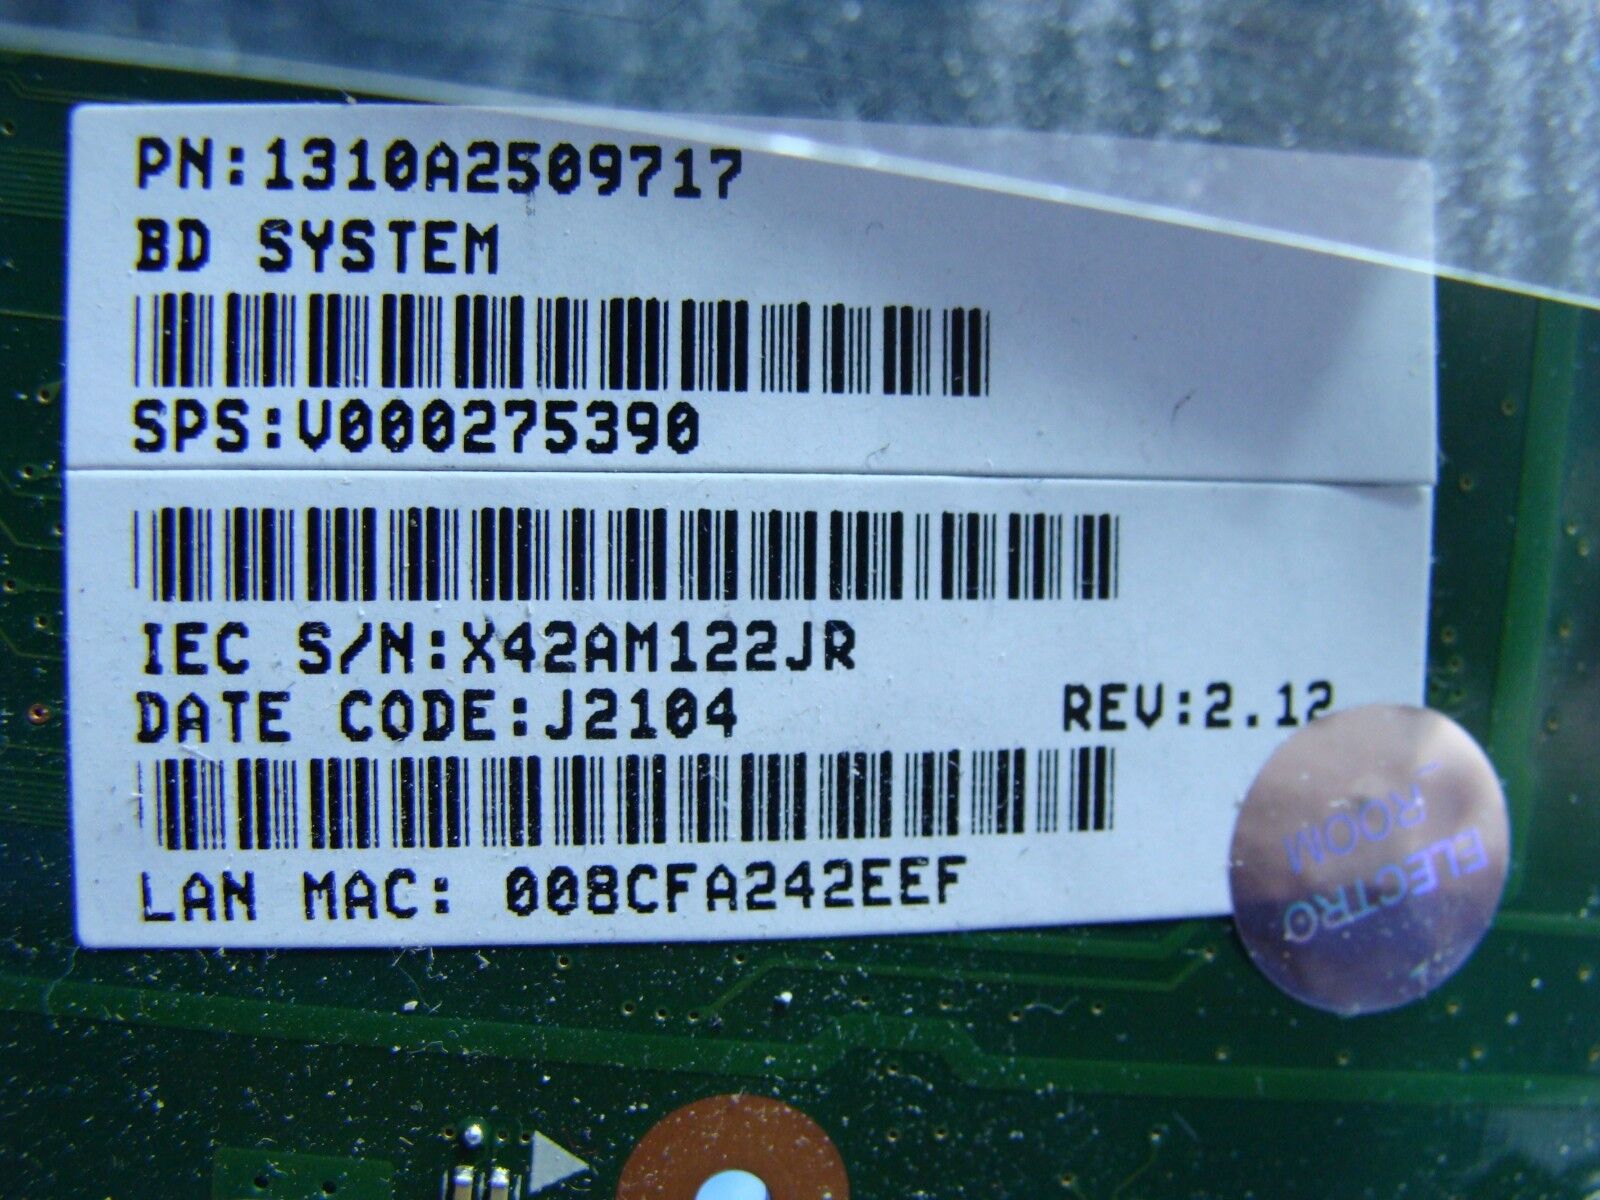 PN:1310A2509717
BD SYSTEM
SPS:V000275390
IEC S/N:X42AM122JR
DATE CODE:J2104 REV:2.12
LAN MAC: 008CFA242EEF
ELECTRO
ROOM